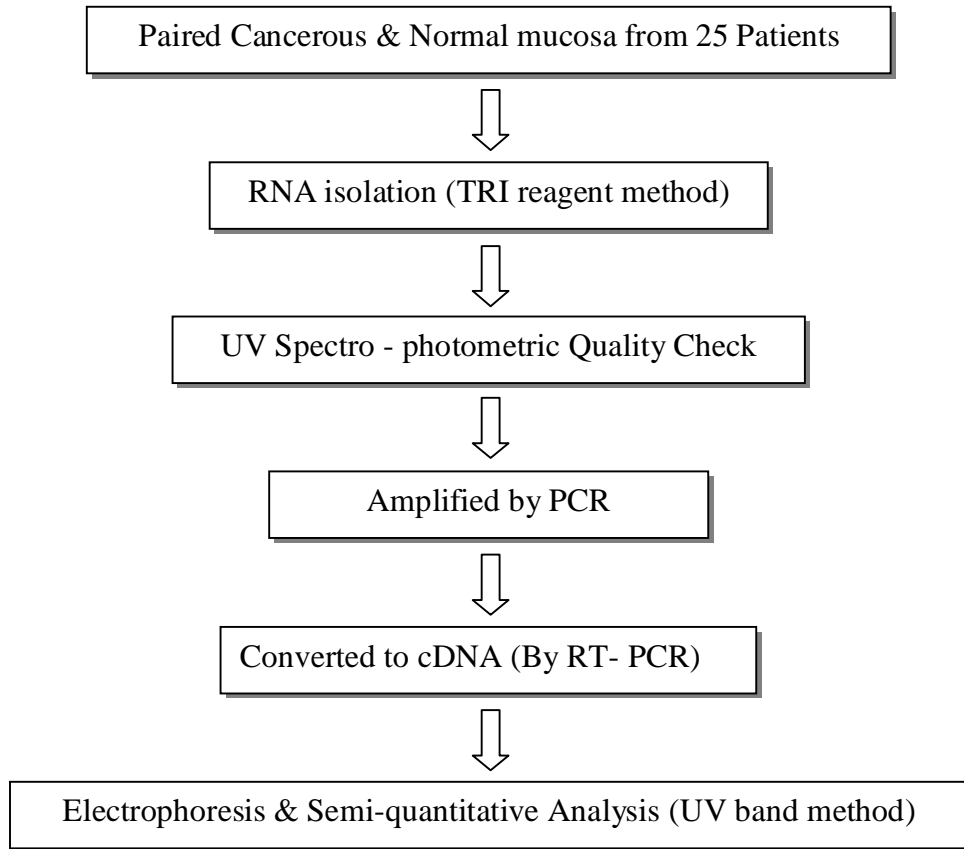 Paired Cancerous & Normal mucosa from 25 Patients
RNA isolation (TRI reagent method)
UV Spectro - photometric Quality Check
Amplified by PCR
Converted to cDNA (By RT- PCR)
Electrophoresis & Semi-quantitative Analysis (UV band method)